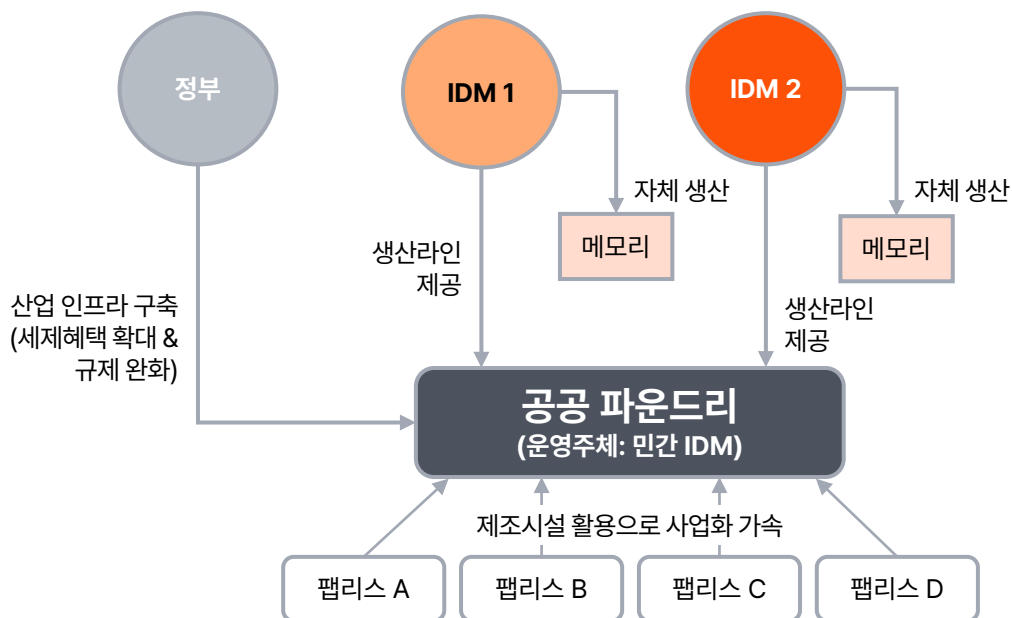 정부
IDM 1
IDM 2
자체 생산
자체 생산
메모리
메모리
생산라인
제공
산업 인프라 구축
(세제혜택 확대 &
규제 완화)
생산라인
제공
공공 파운드리
(운영주체: 민간 IDM)
제조시설 활용으로 사업화 가속
팹리스 A
팹리스 B
팹리스 C
팹리스 D